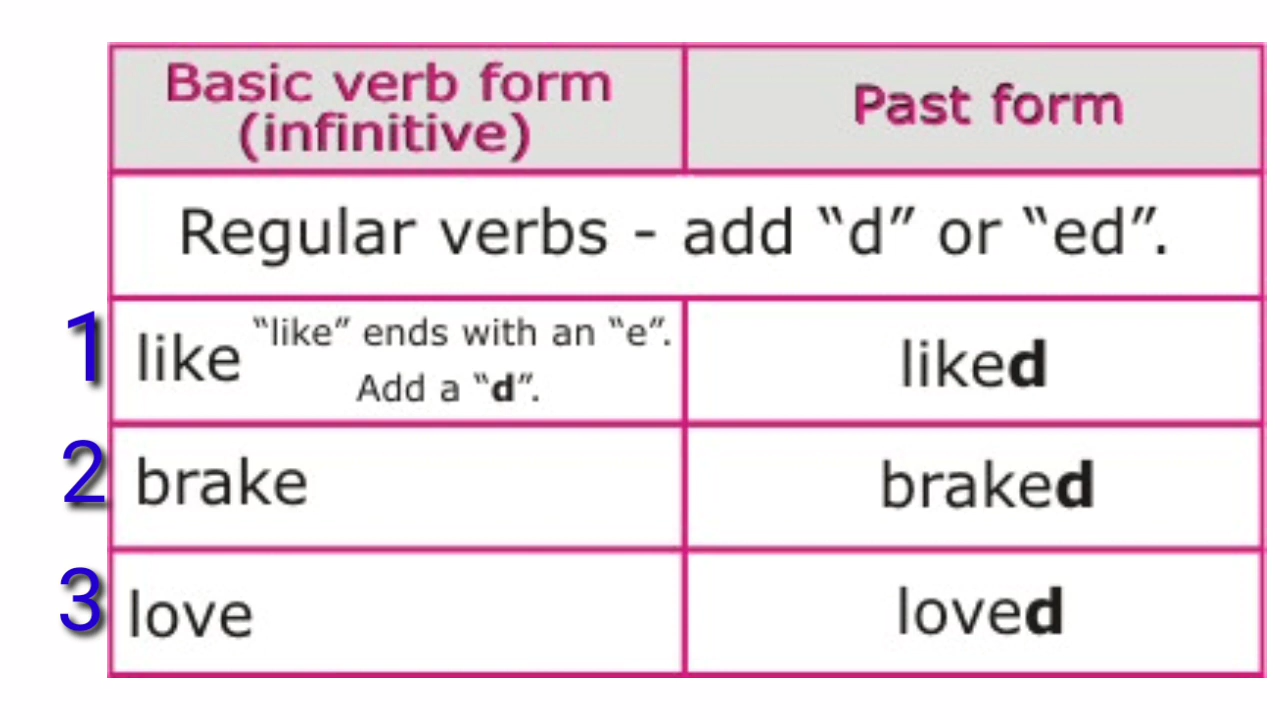 Basic verb form
(infinitive)
Past form
Regular verbs - add “d” or “ed”.
1
like
“like” ends with an “e”.
Add a “d”.
liked
2
brake
braked
3
love
loved